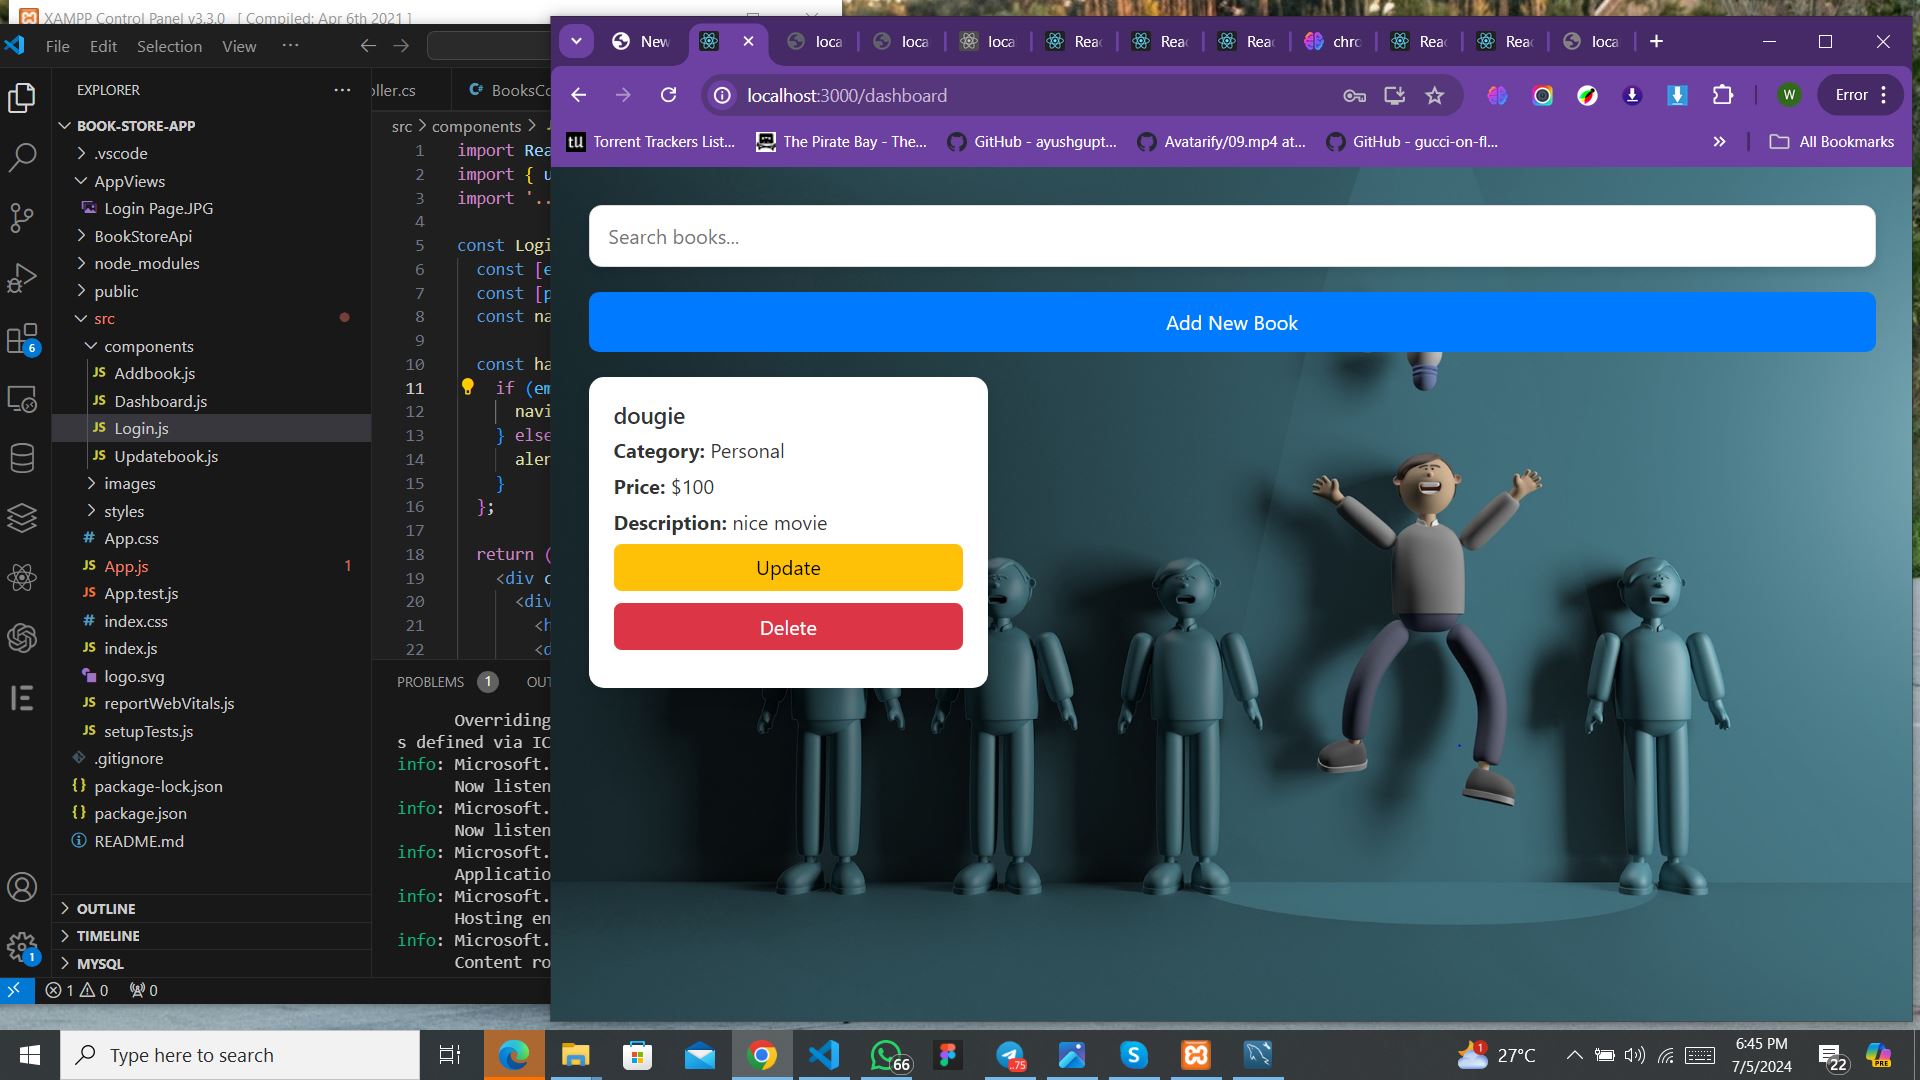 XAMPP Control Panel v3.3.0 [ Compiled: Apr 6th 2021 ]
File Edit Selection View ...
EXPLORER
BOOK-STORE-APP
.vscode
AppViews
Login Page.JPG
BookStoreApi
node_modules
public
src
components
Addbook.js
Dashboard.js
Login.js
Updatebook.js
images
styles
App.css
App.js 1
App.test.js
index.css
index.js
logo.svg
reportWebVitals.js
setupTests.js
.gitignore
package-lock.json
package.json
README.md
OUTLINE
TIMELINE
MYSQL
6
1
1 0 0
oller.cs BooksCo
src > components >
1 import Rea
2 import { u
3 import '..
4
5 const Logi
6 const [e
7 const [p
8 const na
9
10 const ha
11 if (em
12 navi
13 } else
14 aler
15 }
16 };
17
18 return (
19 <div c
20 <div
21 <h
22 <d
PROBLEMS 1 OUT
Overriding
s defined via IC
info: Microsoft.
Now listen
info: Microsoft.
Now listen
info: Microsoft.
Applicatio
info: Microsoft.
Hosting en
info: Microsoft.
Content ro
New loca loca loca Rea Rea Rea chro Rea Rea loca
localhost:3000/dashboard
W Error
Torrent Trackers List... The Pirate Bay - The... GitHub - ayushgupt... Avatarify/09.mp4 at... GitHub - gucci-on-fl... » All Bookmarks
Search books...
Add New Book
dougie
Category: Personal
Price: $100
Description: nice movie
Update
Delete
Type here to search
66
..75
1 27°C
6:45 PM
7/5/2024
22
PRE